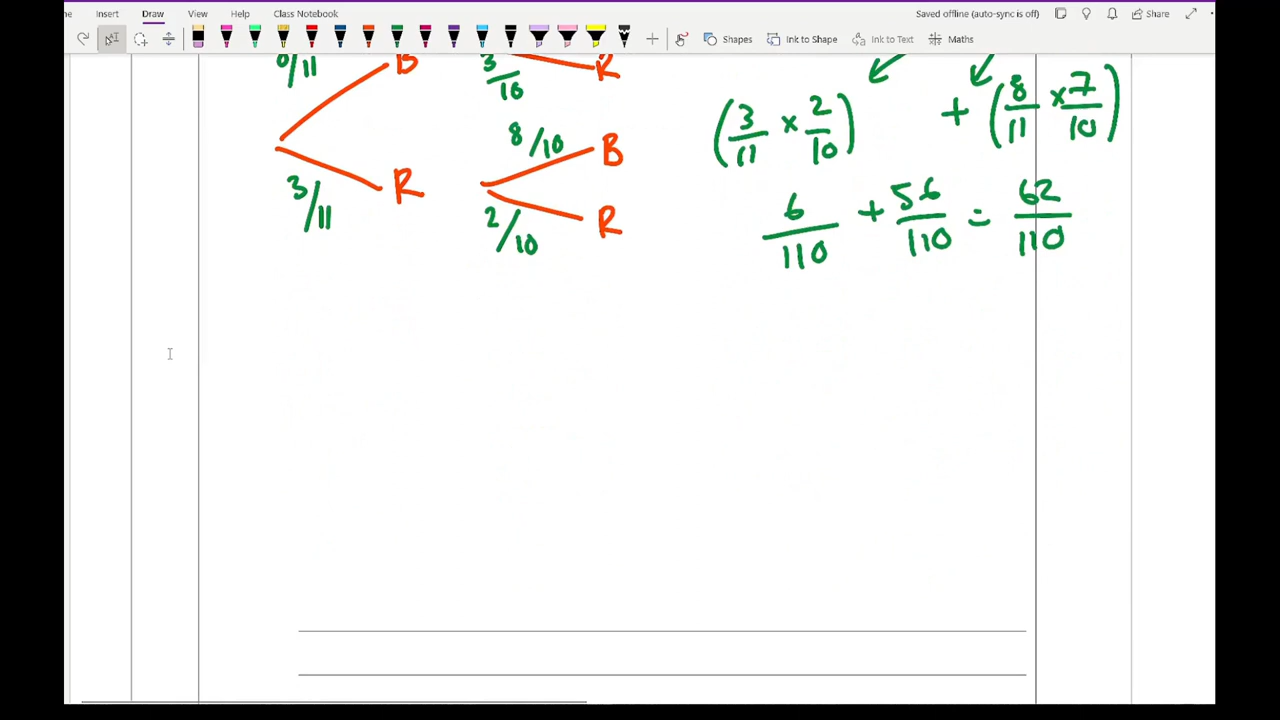 me Insert Draw View Help Class Notebook Saved offline (auto-sync is off) Share
Shapes Ink to Shape Ink to Text Maths
/11 B 3/10 R
(3/11 × 2/10) + (8/11 × 7/10)
8/10 B
3/11 R
2/10 R
6/110 + 56/110 = 62/110